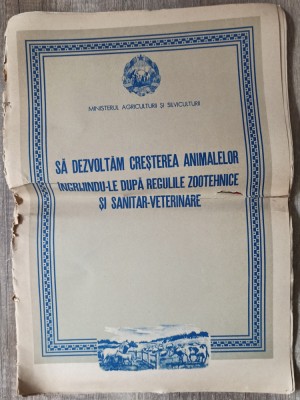 MINISTERUL AGRICULTURII ȘI SILVICULTURII
SĂ DEZVOLTĂM CREȘTEREA ANIMALELOR
ÎNGRIJINDU-LE DUPĂ REGULILE ZOOTEHNICE
ȘI SANITAR-VETERINARE